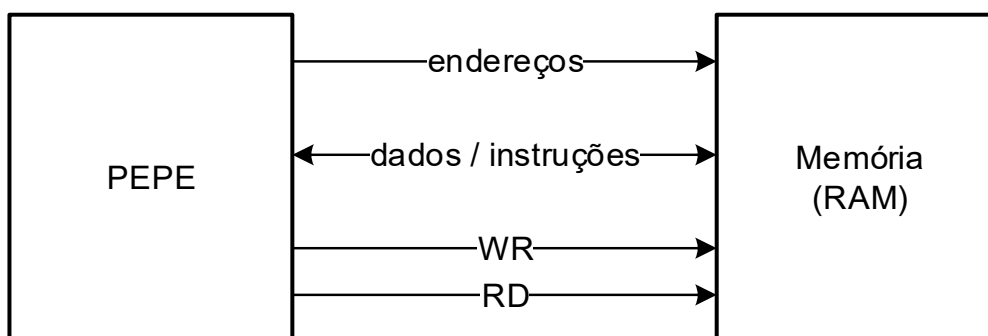 endereços
dados / instruções
PEPE
Memória
(RAM)
WR
RD